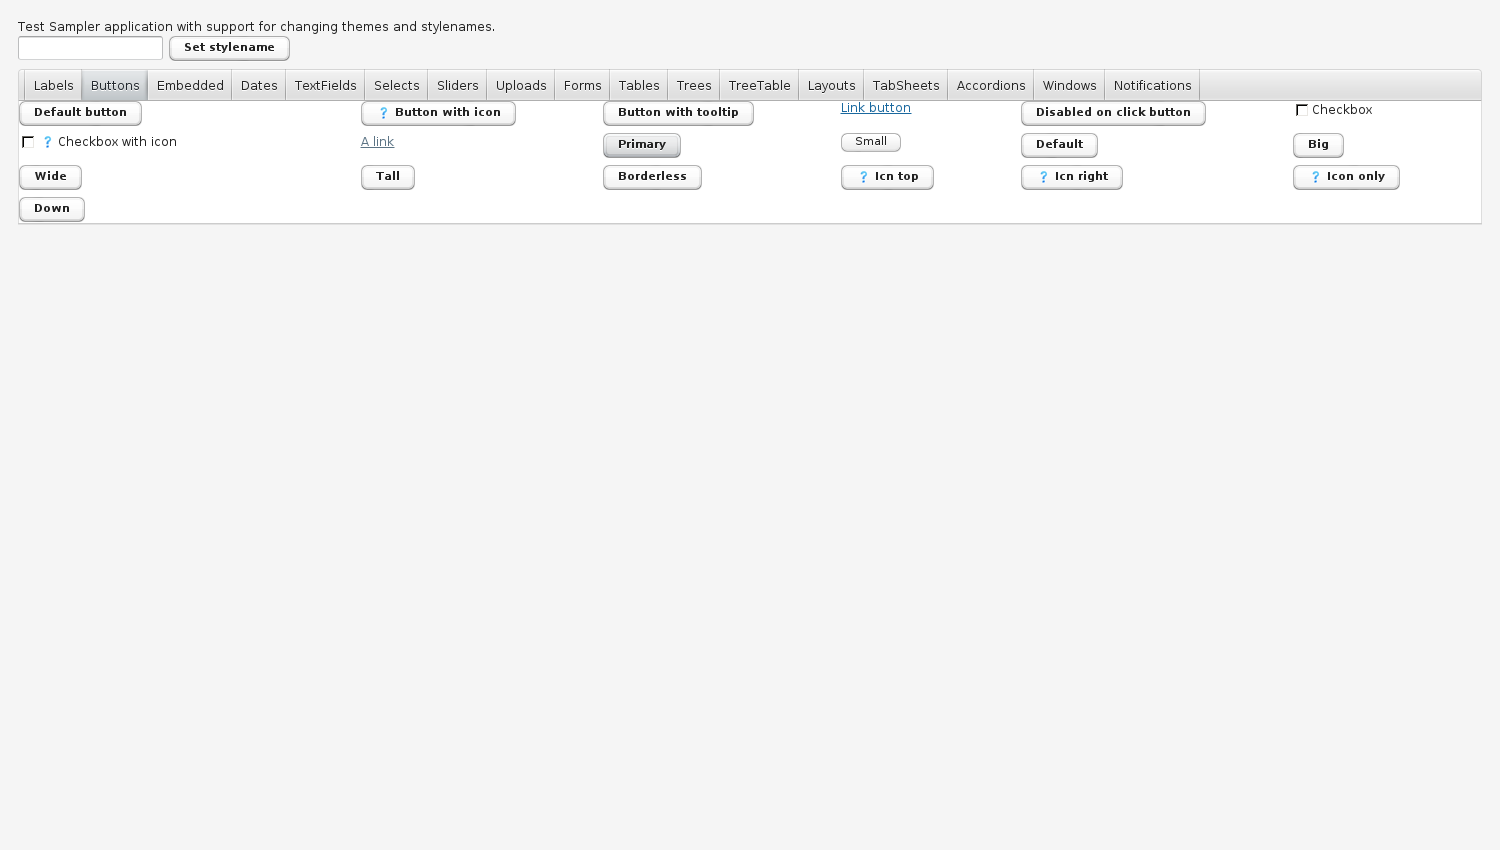 Test Sampler application with support for changing themes and stylenames.
Set stylename
Labels Buttons Embedded Dates TextFields Selects Sliders Uploads Forms Tables Trees TreeTable Layouts TabSheets Accordions Windows Notifications
Default button ? Button with icon Button with tooltip Link button Disabled on click button Checkbox
? Checkbox with icon A link Primary Small Default Big
Wide Tall Borderless ? Icn top ? Icn right ? Icon only
Down